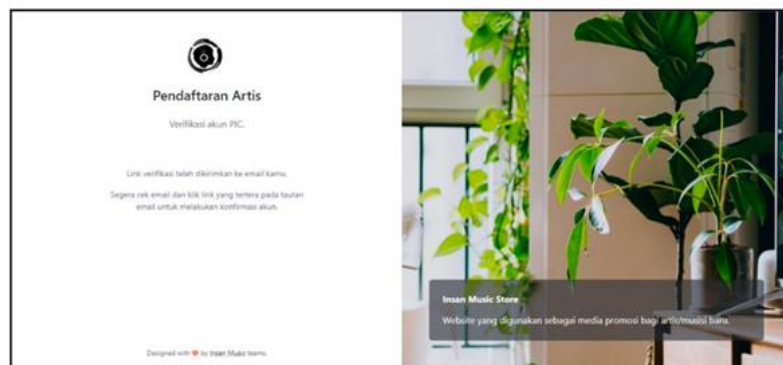 Pendaftaran Artis
Verifikasi akun PIC.
Link verifikasi telah dikirimkan ke email kamu.
Segera cek email dan klik link yang tertera pada tautan
email untuk melakukan konfirmasi akun.
Designed with ❤ by Insan Music teams.
Insan Music Store
Website yang digunakan sebagai media promosi bagi artis/musisi baru.